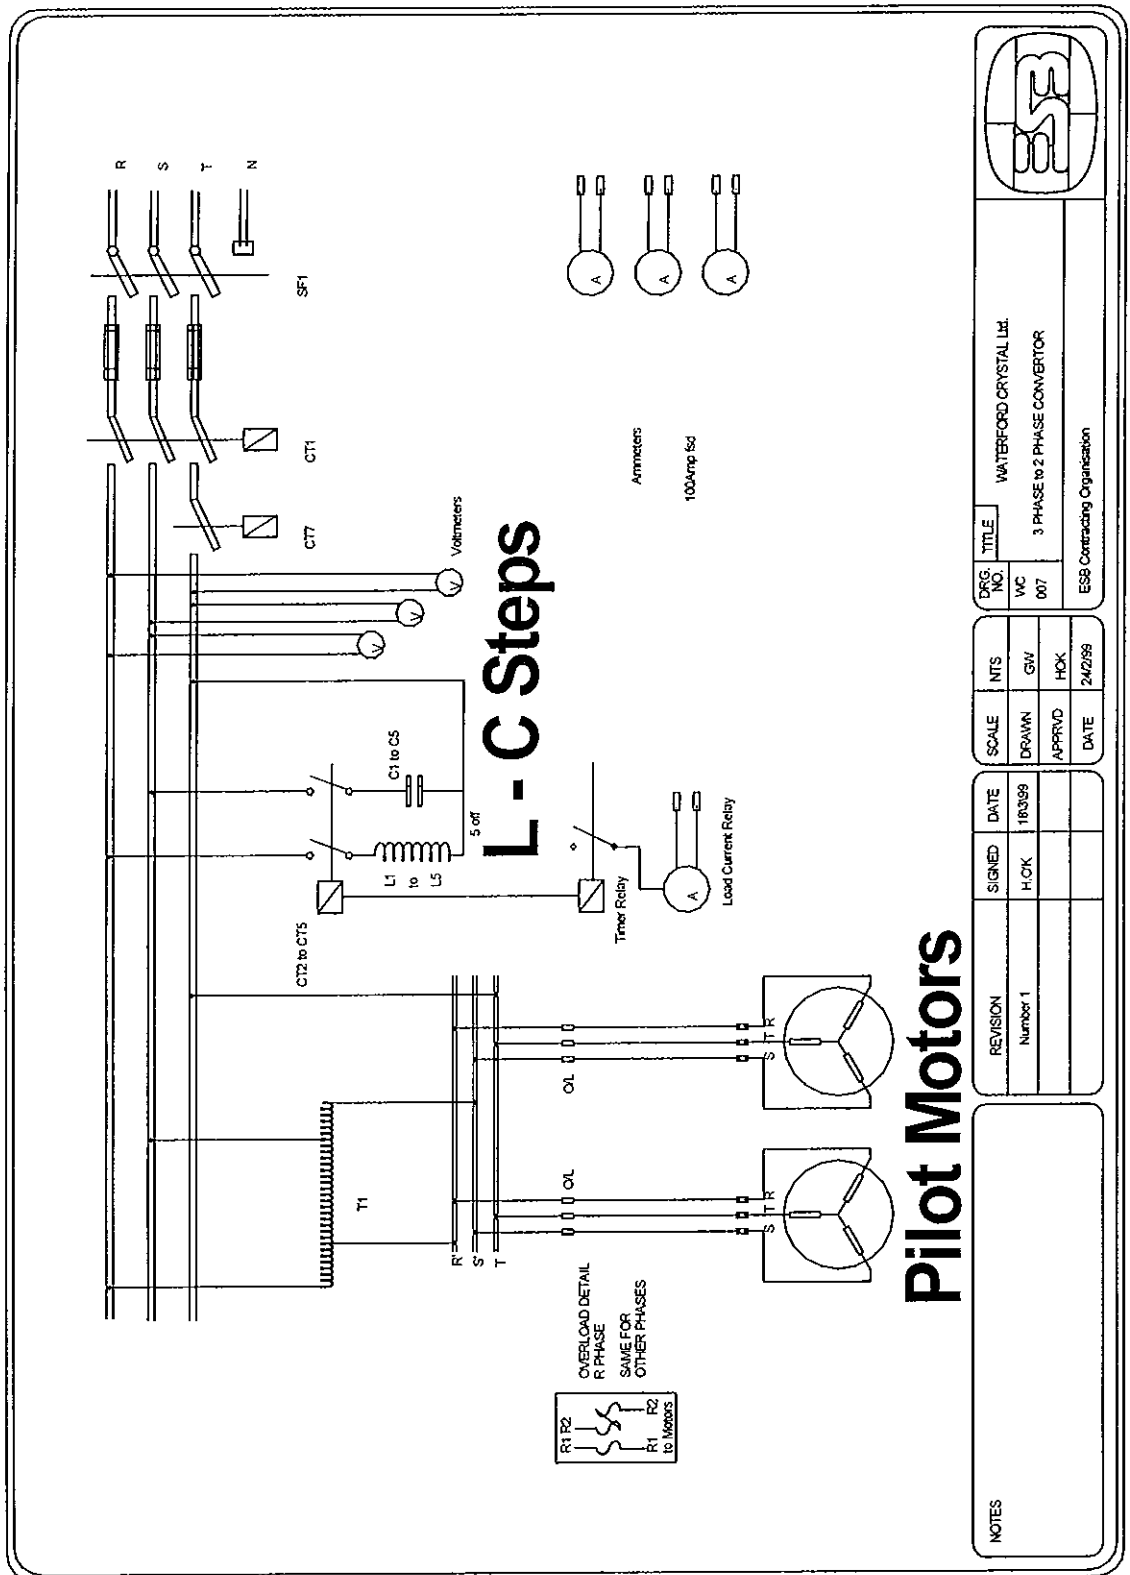 R
S
T
N
SF1
CT1
CT7
V
V
V
Voltmeters
A
A
A
Ammeters
100Amp fsd
CT2 to CT5
L1
to
L5
C1 to C5
5 off
L - C Steps
Timer Relay
A
Load Current Relay
T1
R'
S'
T
O/L
O/L
S T R
S T R
Pilot Motors
OVERLOAD DETAIL
R PHASE
SAME FOR
OTHER PHASES
R1 R2
R1 R2
to Motors
NOTES
REVISION SIGNED DATE
Number 1 H.O'K 18\3\99
SCALE NTS
DRAWN GW
APPRVD HOK
DATE 24/2/99
DRG. NO. TITLE
WC 007
WATERFORD CRYSTAL Ltd.
3 PHASE to 2 PHASE CONVERTOR
ESB Contracting Organisation
ESB